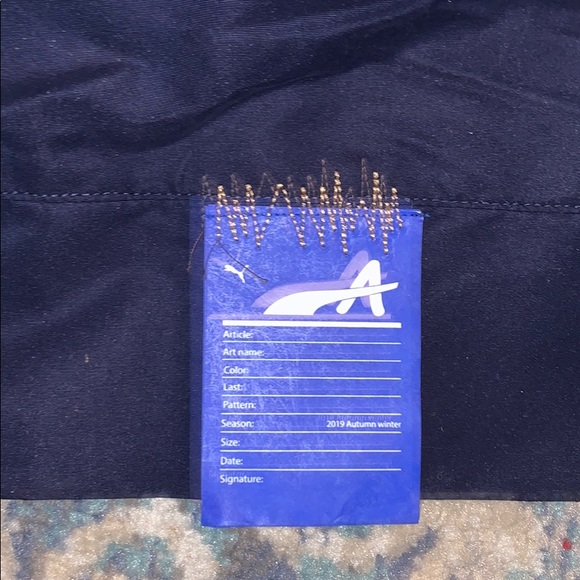 A
Article:
Art name:
Color:
Last:
Pattern:
Season: 2019 Autumn winter
Size:
Date:
Signature: